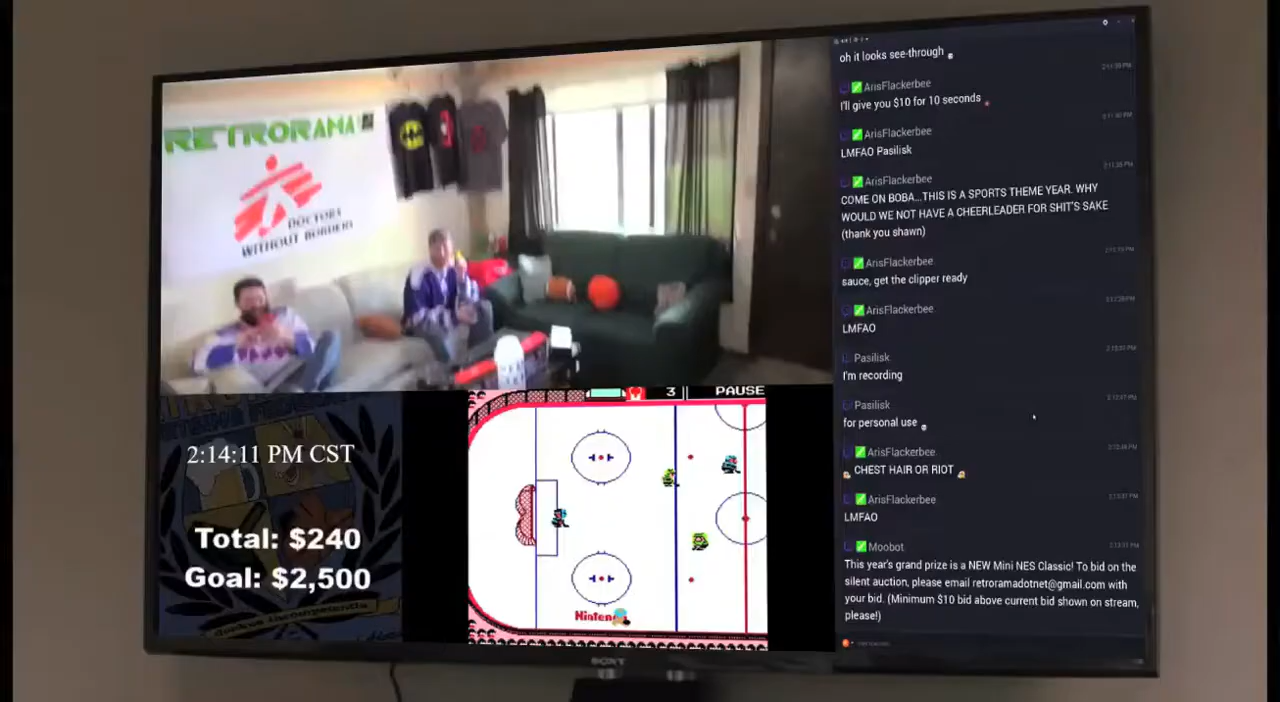 RETRORAMA
DOCTORS
WITHOUT BORDERS
2:14:11 PM CST
Total: $240
Goal: $2,500
3 PAUSE
Ninten
SONY
oh it looks see-through
ArisFlackerbee
I'll give you $10 for 10 seconds
ArisFlackerbee
LMFAO Pasilisk
ArisFlackerbee
COME ON BOBA...THIS IS A SPORTS THEME YEAR. WHY
WOULD WE NOT HAVE A CHEERLEADER FOR SHIT'S SAKE
(thank you shawn)
ArisFlackerbee
sauce, get the clipper ready
ArisFlackerbee
LMFAO
Pasilisk
I'm recording
Pasilisk
for personal use
ArisFlackerbee
CHEST HAIR OR RIOT
ArisFlackerbee
LMFAO
Moobot
This year's grand prize is a NEW Mini NES Classic! To bid on the
silent auction, please email retroramadotnet@gmail.com with
your bid. (Minimum $10 bid above current bid shown on stream,
please!)